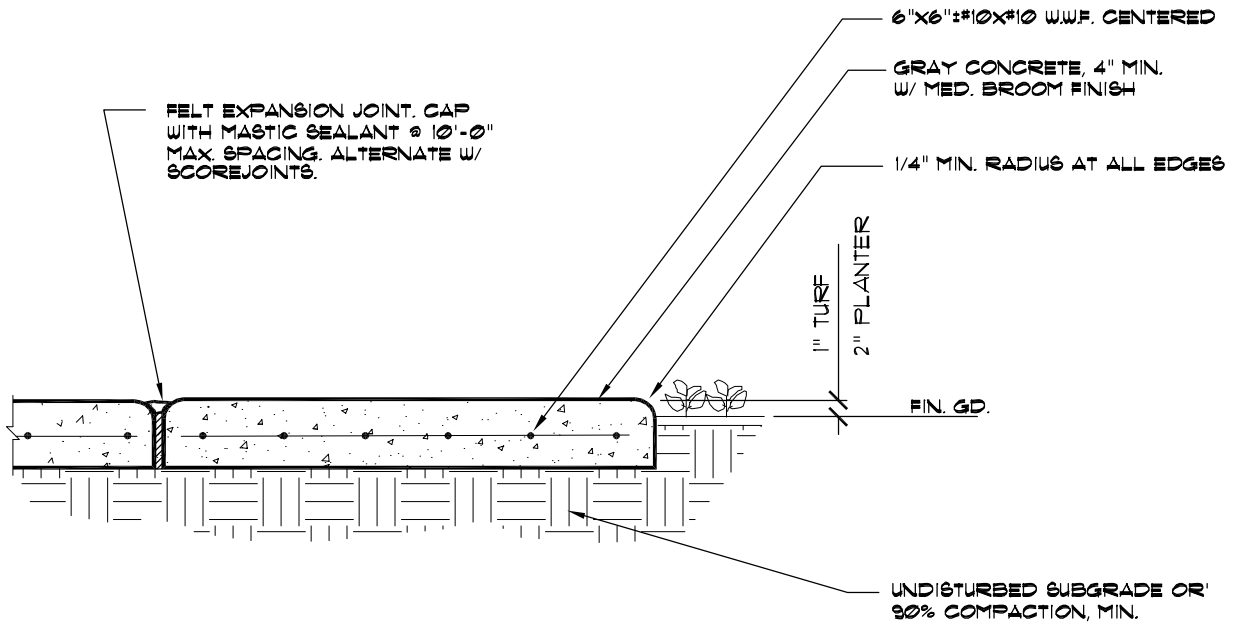 6"X6"±#10X#10 W.W.F. CENTERED
GRAY CONCRETE, 4" MIN.
W/ MED. BROOM FINISH
FELT EXPANSION JOINT. CAP
WITH MASTIC SEALANT @ 10'-0"
MAX. SPACING. ALTERNATE W/
SCOREJOINTS.
1/4" MIN. RADIUS AT ALL EDGES
1" TURF
2" PLANTER
FIN. GD.
UNDISTURBED SUBGRADE OR'
90% COMPACTION, MIN.